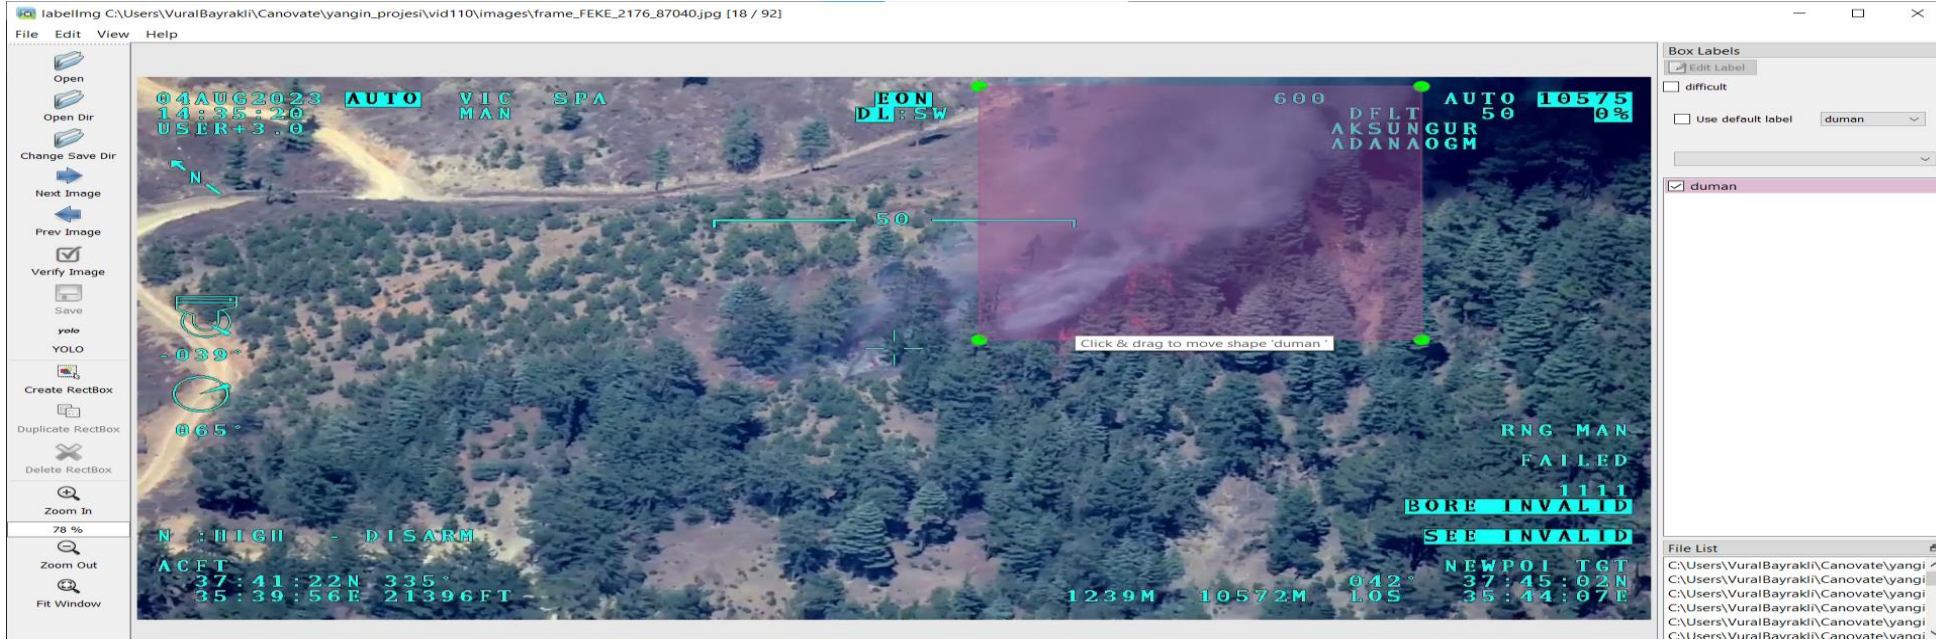 labelImg C:\Users\VuralBayrakli\Canovate\yangin_projesi\vid110\images\frame_FEKE_2176_87040.jpg [18 / 92]
File Edit View Help
Open
Open Dir
Change Save Dir
Next Image
Prev Image
Verify Image
Save
yolo
YOLO
Create RectBox
Duplicate RectBox
Delete RectBox
Zoom In
78 %
Zoom Out
Fit Window
04AUG2023 AUTO VIC SPA
14:35:20 MAN
USER+3.0
N
EON
DL:SW
600 AUTO 10575
DFLT 50 0%
AKSUNGUR
ADANAOGM
50
-039°
065°
Click & drag to move shape 'duman '
RNG MAN
FAILED
1111
BORE INVALID
SEE INVALID
N :HIGH - DISARM
ACFT
37:41:22N 335°
35:39:56E 21396FT
NEWPOI TGT
042° 37:45:02N
1239M 10572M LOS 35:44:07E
Box Labels
Edit Label
difficult
Use default label duman
duman
File List
C:\Users\VuralBayrakli\Canovate\yangi
C:\Users\VuralBayrakli\Canovate\yangi
C:\Users\VuralBayrakli\Canovate\yangi
C:\Users\VuralBayrakli\Canovate\yangi
C:\Users\VuralBayrakli\Canovate\yangi
C:\Users\VuralBayrakli\Canovate\yangi